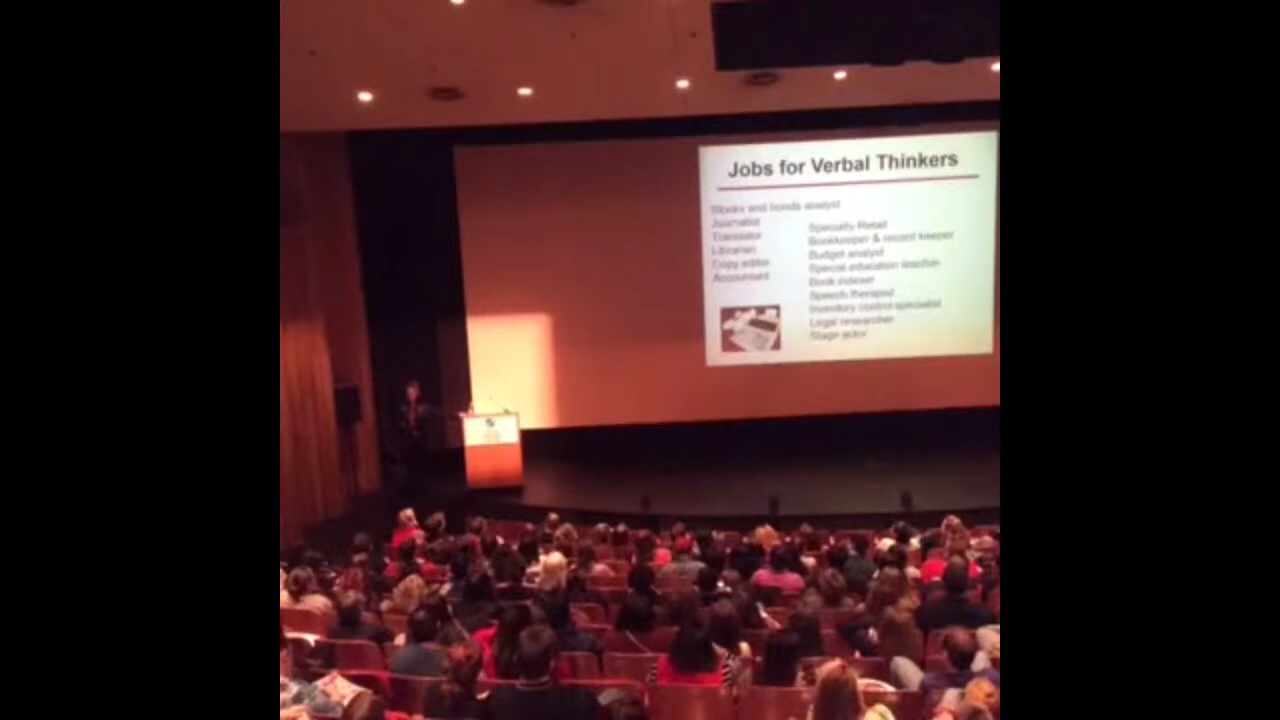 Jobs for Verbal Thinkers
Stocks and bonds analyst
Journalist
Translator
Librarian
Copy editor
Accountant
Specialty Retail
Bookkeeper & record keeper
Budget analyst
Special education teacher
Book indexer
Speech therapist
Inventory control specialist
Legal researcher
Stage actor